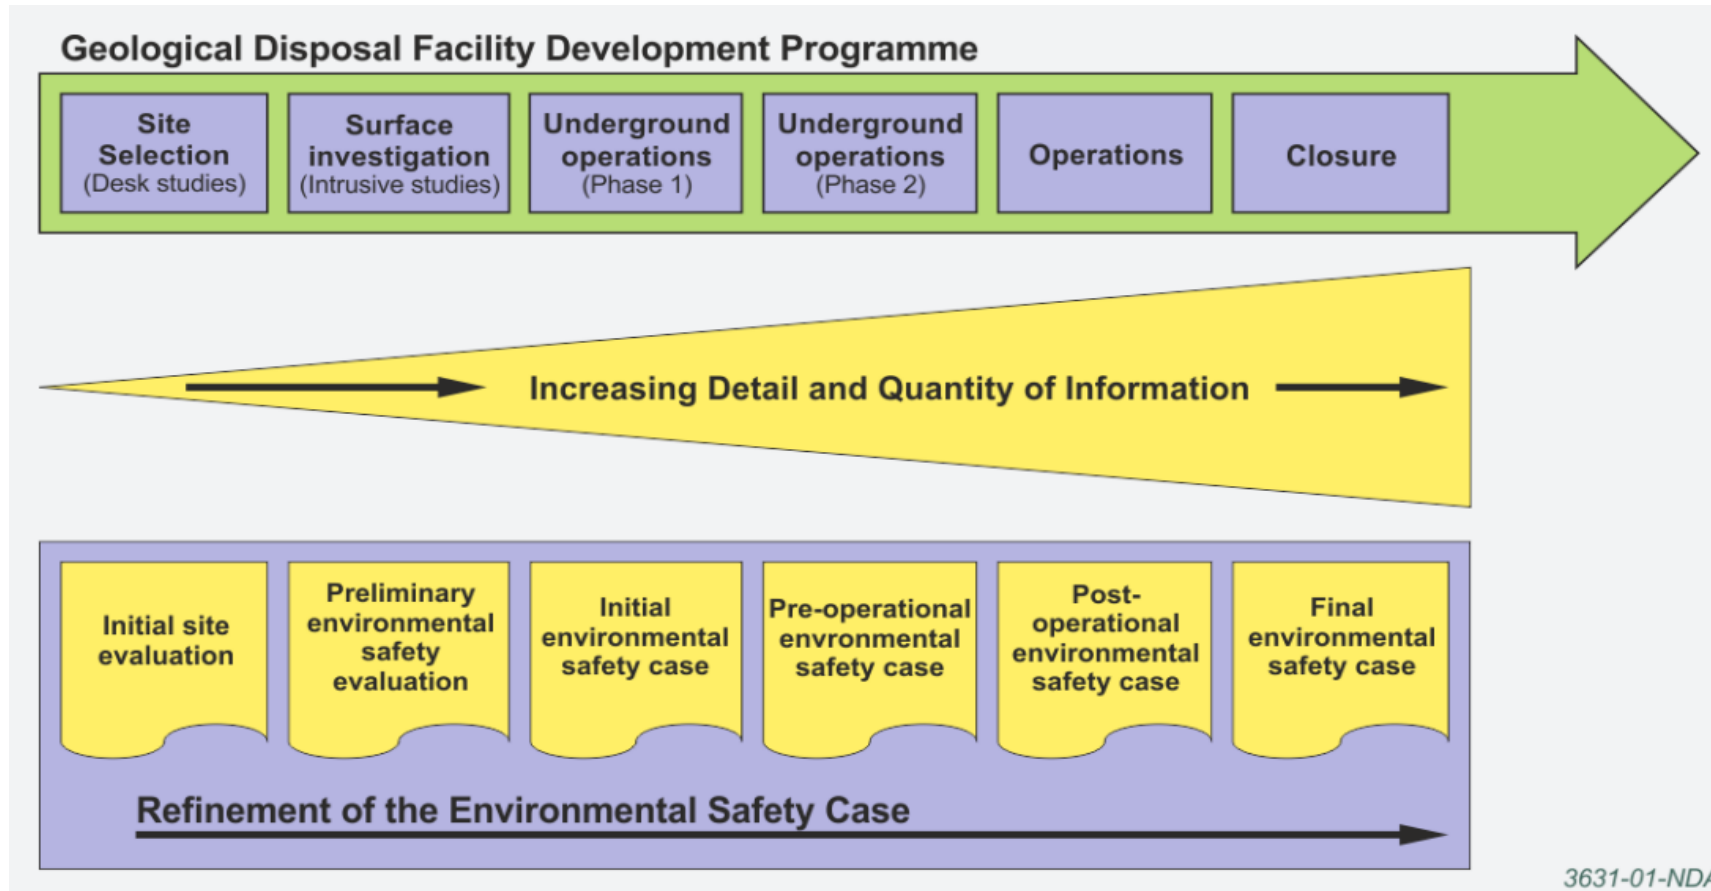 Geological Disposal Facility Development Programme
Site
Selection
(Desk studies)
Surface
investigation
(Intrusive studies)
Underground
operations
(Phase 1)
Underground
operations
(Phase 2)
Operations
Closure
Increasing Detail and Quantity of Information
Initial site
evaluation
Preliminary
environmental
safety
evaluation
Initial
environmental
safety case
Pre-operational
envronmental
safety case
Post-
operational
environmental
safety case
Final
environmental
safety case
Refinement of the Environmental Safety Case
3631-01-NDA